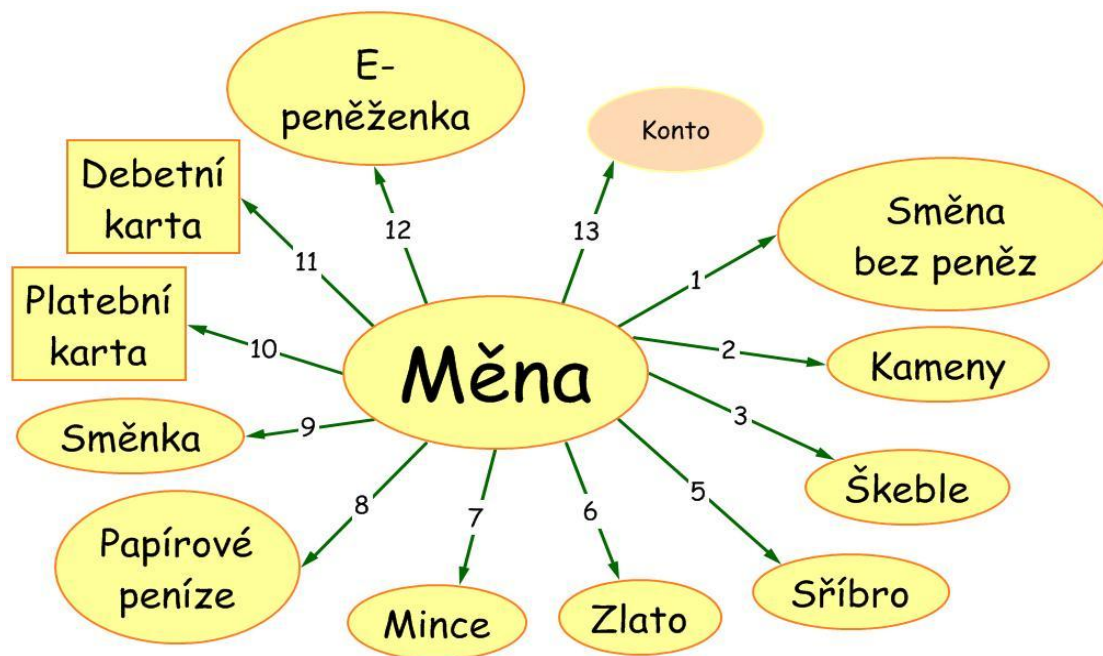 E-
peněženka
Konto
Debetní
karta
Směna
bez peněz
12
13
11
1
Platební
karta
10
2
Měna
Kameny
3
Směnka
9
Škeble
8
7
6
5
Papírové
peníze
Mince
Zlato
Sříbro